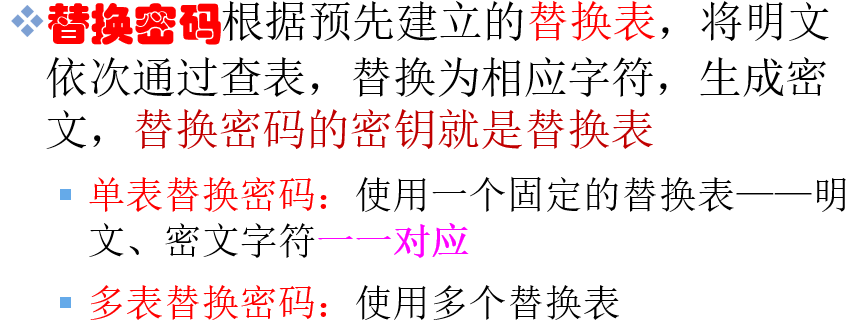 替换密码根据预先建立的替换表，将明文
依次通过查表，替换为相应字符，生成密
文，替换密码的密钥就是替换表
单表替换密码：使用一个固定的替换表——明
文、密文字符一一对应
多表替换密码：使用多个替换表